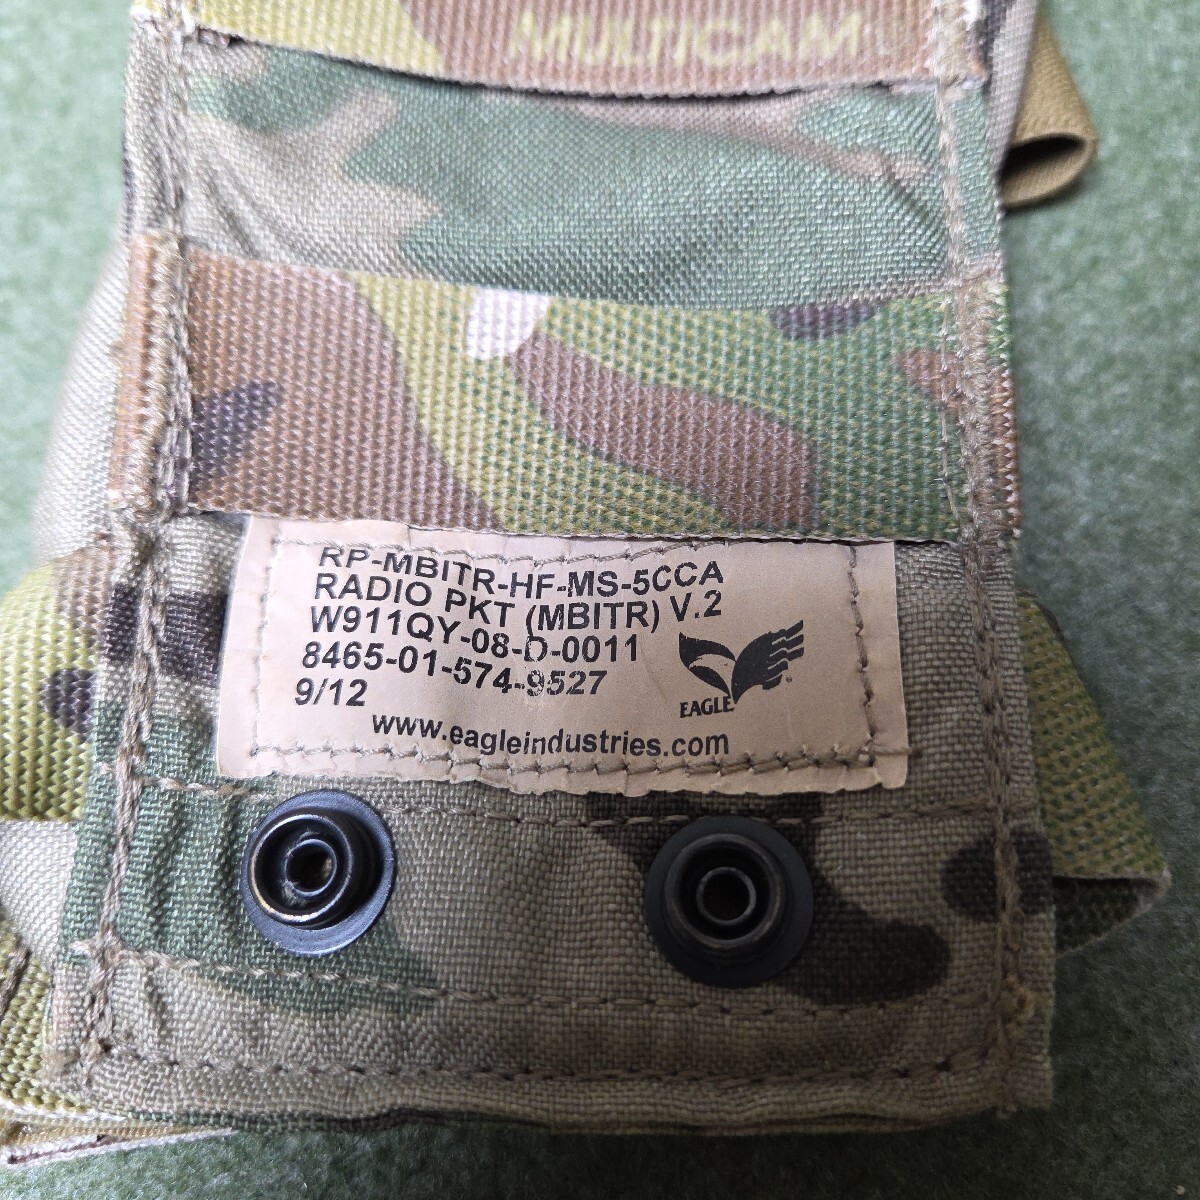 MULTICAM
RP-MBITR-HF-MS-5CCA
RADIO PKT (MBITR) V.2
W911QY-08-D-0011
8465-01-574-9527
9/12
EAGLE
www.eagleindustries.com